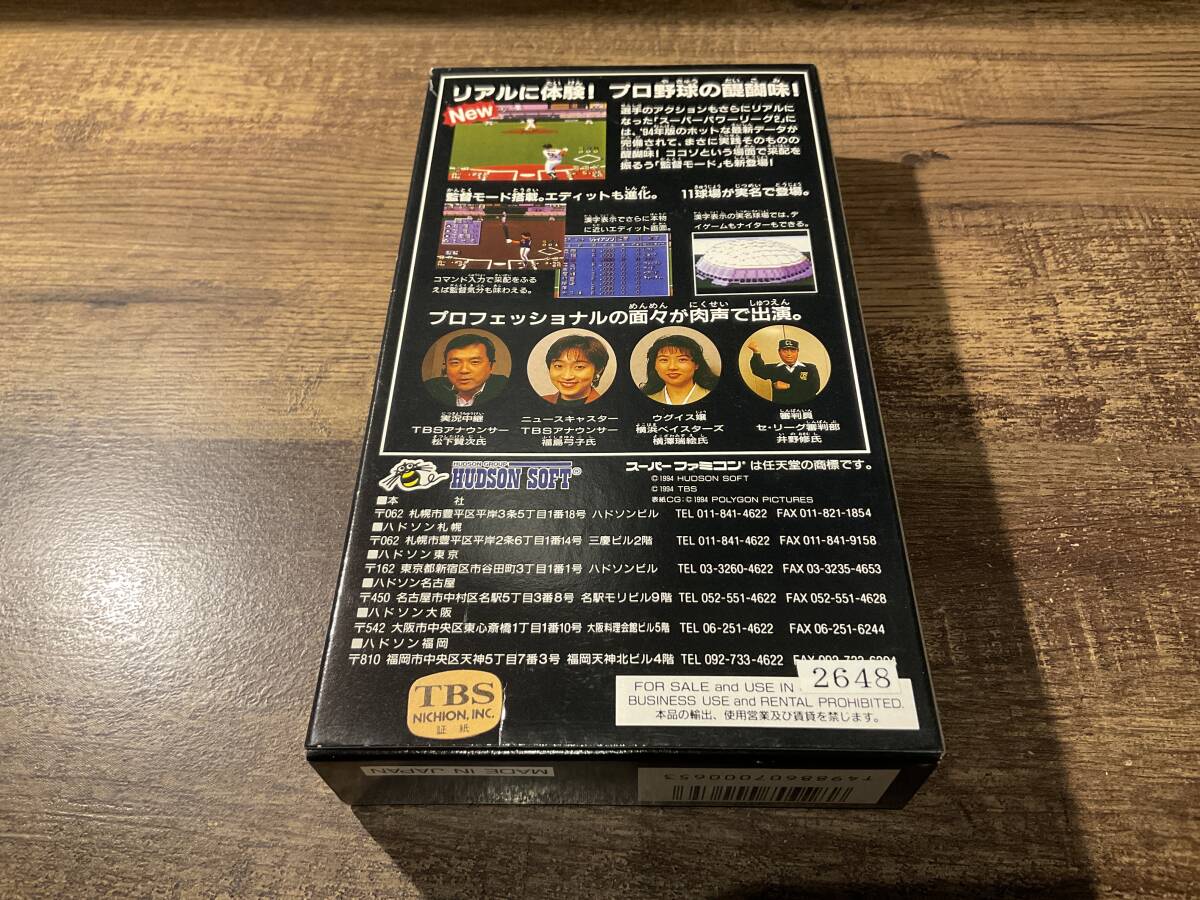 リアルに体験！ プロ野球の醍醐味！
New
選手のアクションもさらにリアルに
なった「スーパーパワーリーグ2」に
は、'94年版のホットな最新データが
完備されて、まさに実践そのものの
醍醐味！ココソという場面で采配を
振るう「監督モード」も新登場！
監督モード搭載。エディットも進化。
11球場が実名で登場。
漢字表示でさらに本物
に近いエディット画面。
漢字表示の実名球場では、デ
イゲームもナイターもできる。
コマンド入力で采配をふる
えば監督気分も味わえる。
めんめん にくせい しゅつえん
プロフェッショナルの面々が肉声で出演。
実況中継
TBSアナウンサー
松下賢次氏
ニュースキャスター
TBSアナウンサー
福島弓子氏
ウグイス嬢
横浜ベイスターズ
横澤瑞絵氏
審判員
セ・リーグ審判部
井野修氏
HUDSON GROUP
HUDSON SOFT
スーパーファミコンは任天堂の商標です。
© 1994 HUDSON SOFT
© 1994 TBS
表紙CG：© 1994 POLYGON PICTURES
■本 社
〒062 札幌市豊平区平岸3条5丁目1番18号 ハドソンビル TEL 011-841-4622 FAX 011-821-1854
■ハドソン札幌
〒062 札幌市豊平区平岸2条6丁目1番14号 三慶ビル2階 TEL 011-841-4622 FAX 011-841-9158
■ハドソン東京
〒162 東京都新宿区市谷田町3丁目1番1号 ハドソンビル TEL 03-3260-4622 FAX 03-3235-4653
■ハドソン名古屋
〒450 名古屋市中村区名駅5丁目3番8号 名駅モリビル9階 TEL 052-551-4622 FAX 052-551-4628
■ハドソン大阪
〒542 大阪市中央区東心斎橋1丁目1番10号 大阪料理会館ビル5階 TEL 06-251-4622 FAX 06-251-6244
■ハドソン福岡
〒810 福岡市中央区天神5丁目7番3号 福岡天神北ビル4階 TEL 092-733-4622 FAX
2648
TBS
NICHION, INC.
証紙
FOR SALE and USE IN
BUSINESS USE and RENTAL PROHIBITED.
本品の輸出、使用営業及び賃貸を禁じます。
MADE IN JAPAN
T4988607000653